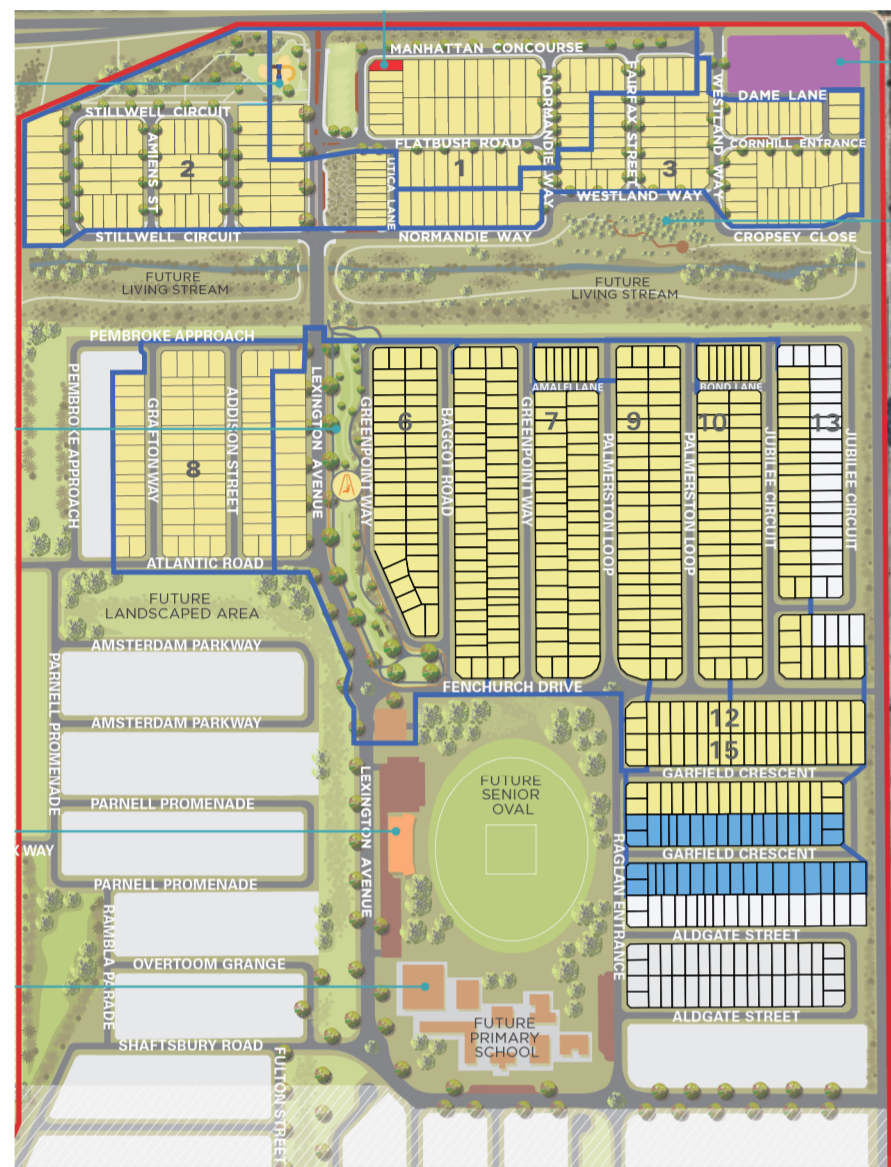 MANHATTAN CONCOURSE
STILLWELL CIRCUIT
AMENS ST
2
STILLWELL CIRCUIT
FLATBUSH ROAD
UTICA LANE
1
NORMANDIE WAY
NORMANDIE WAY
FAIRFAX STREET
3
WESTLAND WAY
WESTLAND WAY
DAME LANE
CORNHILL ENTRANCE
CROPSEY CLOSE
FUTURE
LIVING STREAM
FUTURE
LIVING STREAM
PEMBROKE APPROACH
PEMBROKE APPROACH
GRAFTON WAY
8
ADDISON STREET
LEXINGTON AVENUE
GREENPOINT WAY
6
BAGGOT ROAD
GREENPOINT WAY
AMALFI LANE
7
PALMERSTON LOOP
9
PALMERSTON LOOP
BOND LANE
10
JUBILEE CIRCUIT
13
JUBILEE CIRCUIT
ATLANTIC ROAD
FUTURE
LANDSCAPED AREA
AMSTERDAM PARKWAY
PARNELL PROMENADE
AMSTERDAM PARKWAY
PARNELL PROMENADE
WAY
PARNELL PROMENADE
RAMBLA PARADE
OVERTOOM GRANGE
SHAFTSBURY ROAD
FULTON STREET
FENCHURCH DRIVE
LEXINGTON AVENUE
FUTURE
SENIOR
OVAL
RAGLAN ENTRANCE
12
15
GARFIELD CRESCENT
GARFIELD CRESCENT
ALDGATE STREET
ALDGATE STREET
FUTURE
PRIMARY
SCHOOL